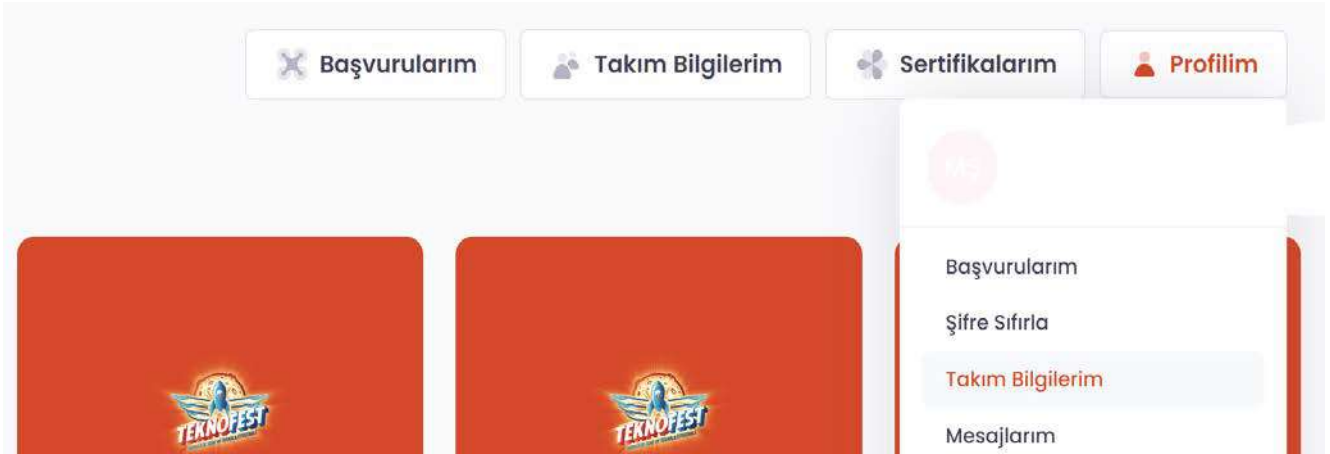 Başvurularım
Takım Bilgilerim
Sertifikalarım
Profilim
MS
Başvurularım
Şifre Sıfırla
Takım Bilgilerim
Mesajlarım
TEKNOFEST
TEKNOFEST